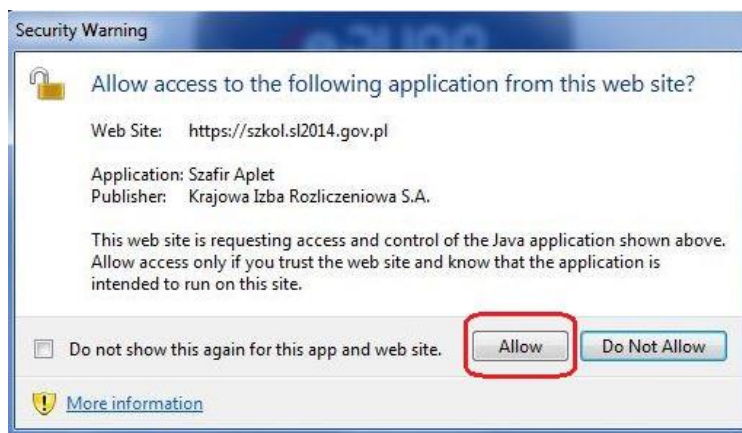 Security Warning
Allow access to the following application from this web site?
Web Site: https://szkol.sl2014.gov.pl
Application: Szafir Aplet
Publisher: Krajowa Izba Rozliczeniowa S.A.
This web site is requesting access and control of the Java application shown above.
Allow access only if you trust the web site and know that the application is
intended to run on this site.
Do not show this again for this app and web site. Allow Do Not Allow
More information